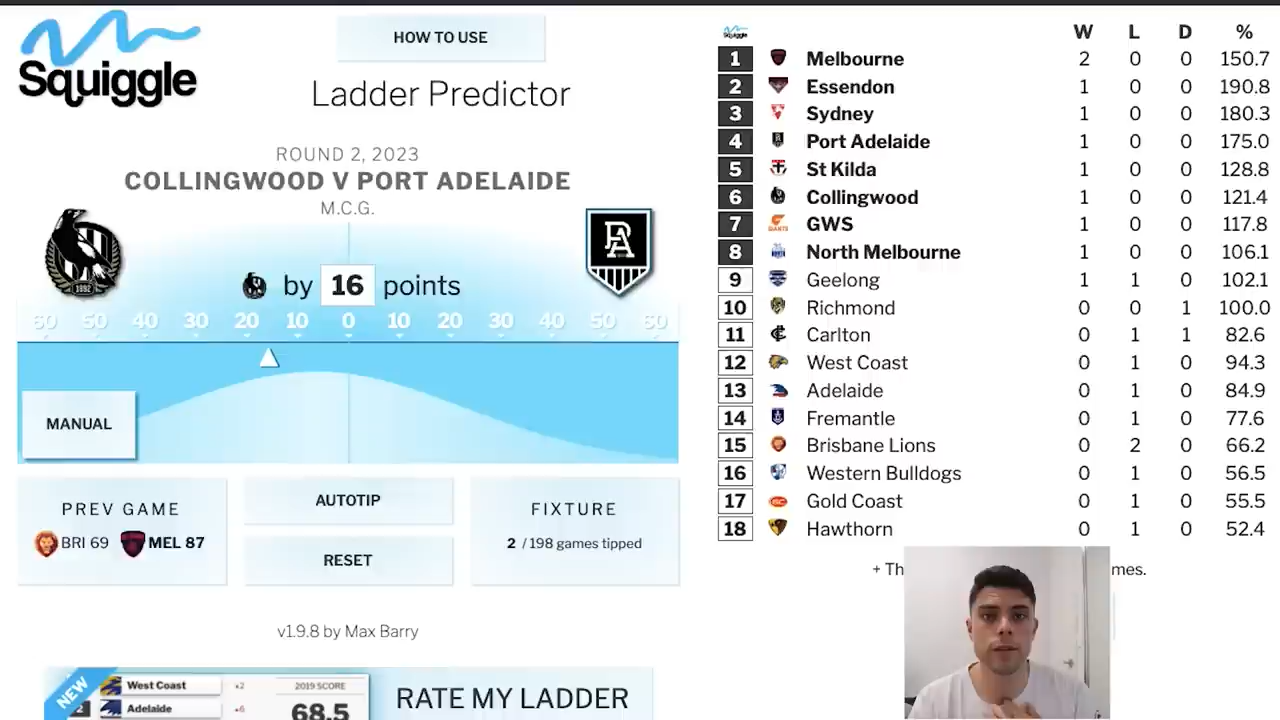 Squiggle
HOW TO USE
Ladder Predictor
ROUND 2, 2023
COLLINGWOOD V PORT ADELAIDE
M.C.G.
1892
PA
by 16 points
60 50 40 30 20 10 0 10 20 30 40 50 60
MANUAL
PREV GAME
BRI 69 MEL 87
AUTOTIP
RESET
FIXTURE
2 / 198 games tipped
v1.9.8 by Max Barry
NEW
West Coast +2
2 Adelaide +6
2019 SCORE
68.5
RATE MY LADDER
Squiggle W L D %
1 Melbourne 2 0 0 150.7
2 Essendon 1 0 0 190.8
3 Sydney 1 0 0 180.3
4 Port Adelaide 1 0 0 175.0
5 St Kilda 1 0 0 128.8
6 Collingwood 1 0 0 121.4
7 GWS 1 0 0 117.8
8 North Melbourne 1 0 0 106.1
9 Geelong 1 1 0 102.1
10 Richmond 0 0 1 100.0
11 Carlton 0 1 1 82.6
12 West Coast 0 1 0 94.3
13 Adelaide 0 1 0 84.9
14 Fremantle 0 1 0 77.6
15 Brisbane Lions 0 2 0 66.2
16 Western Bulldogs 0 1 0 56.5
17 Gold Coast 0 1 0 55.5
18 Hawthorn 0 1 0 52.4
+ Th mes.